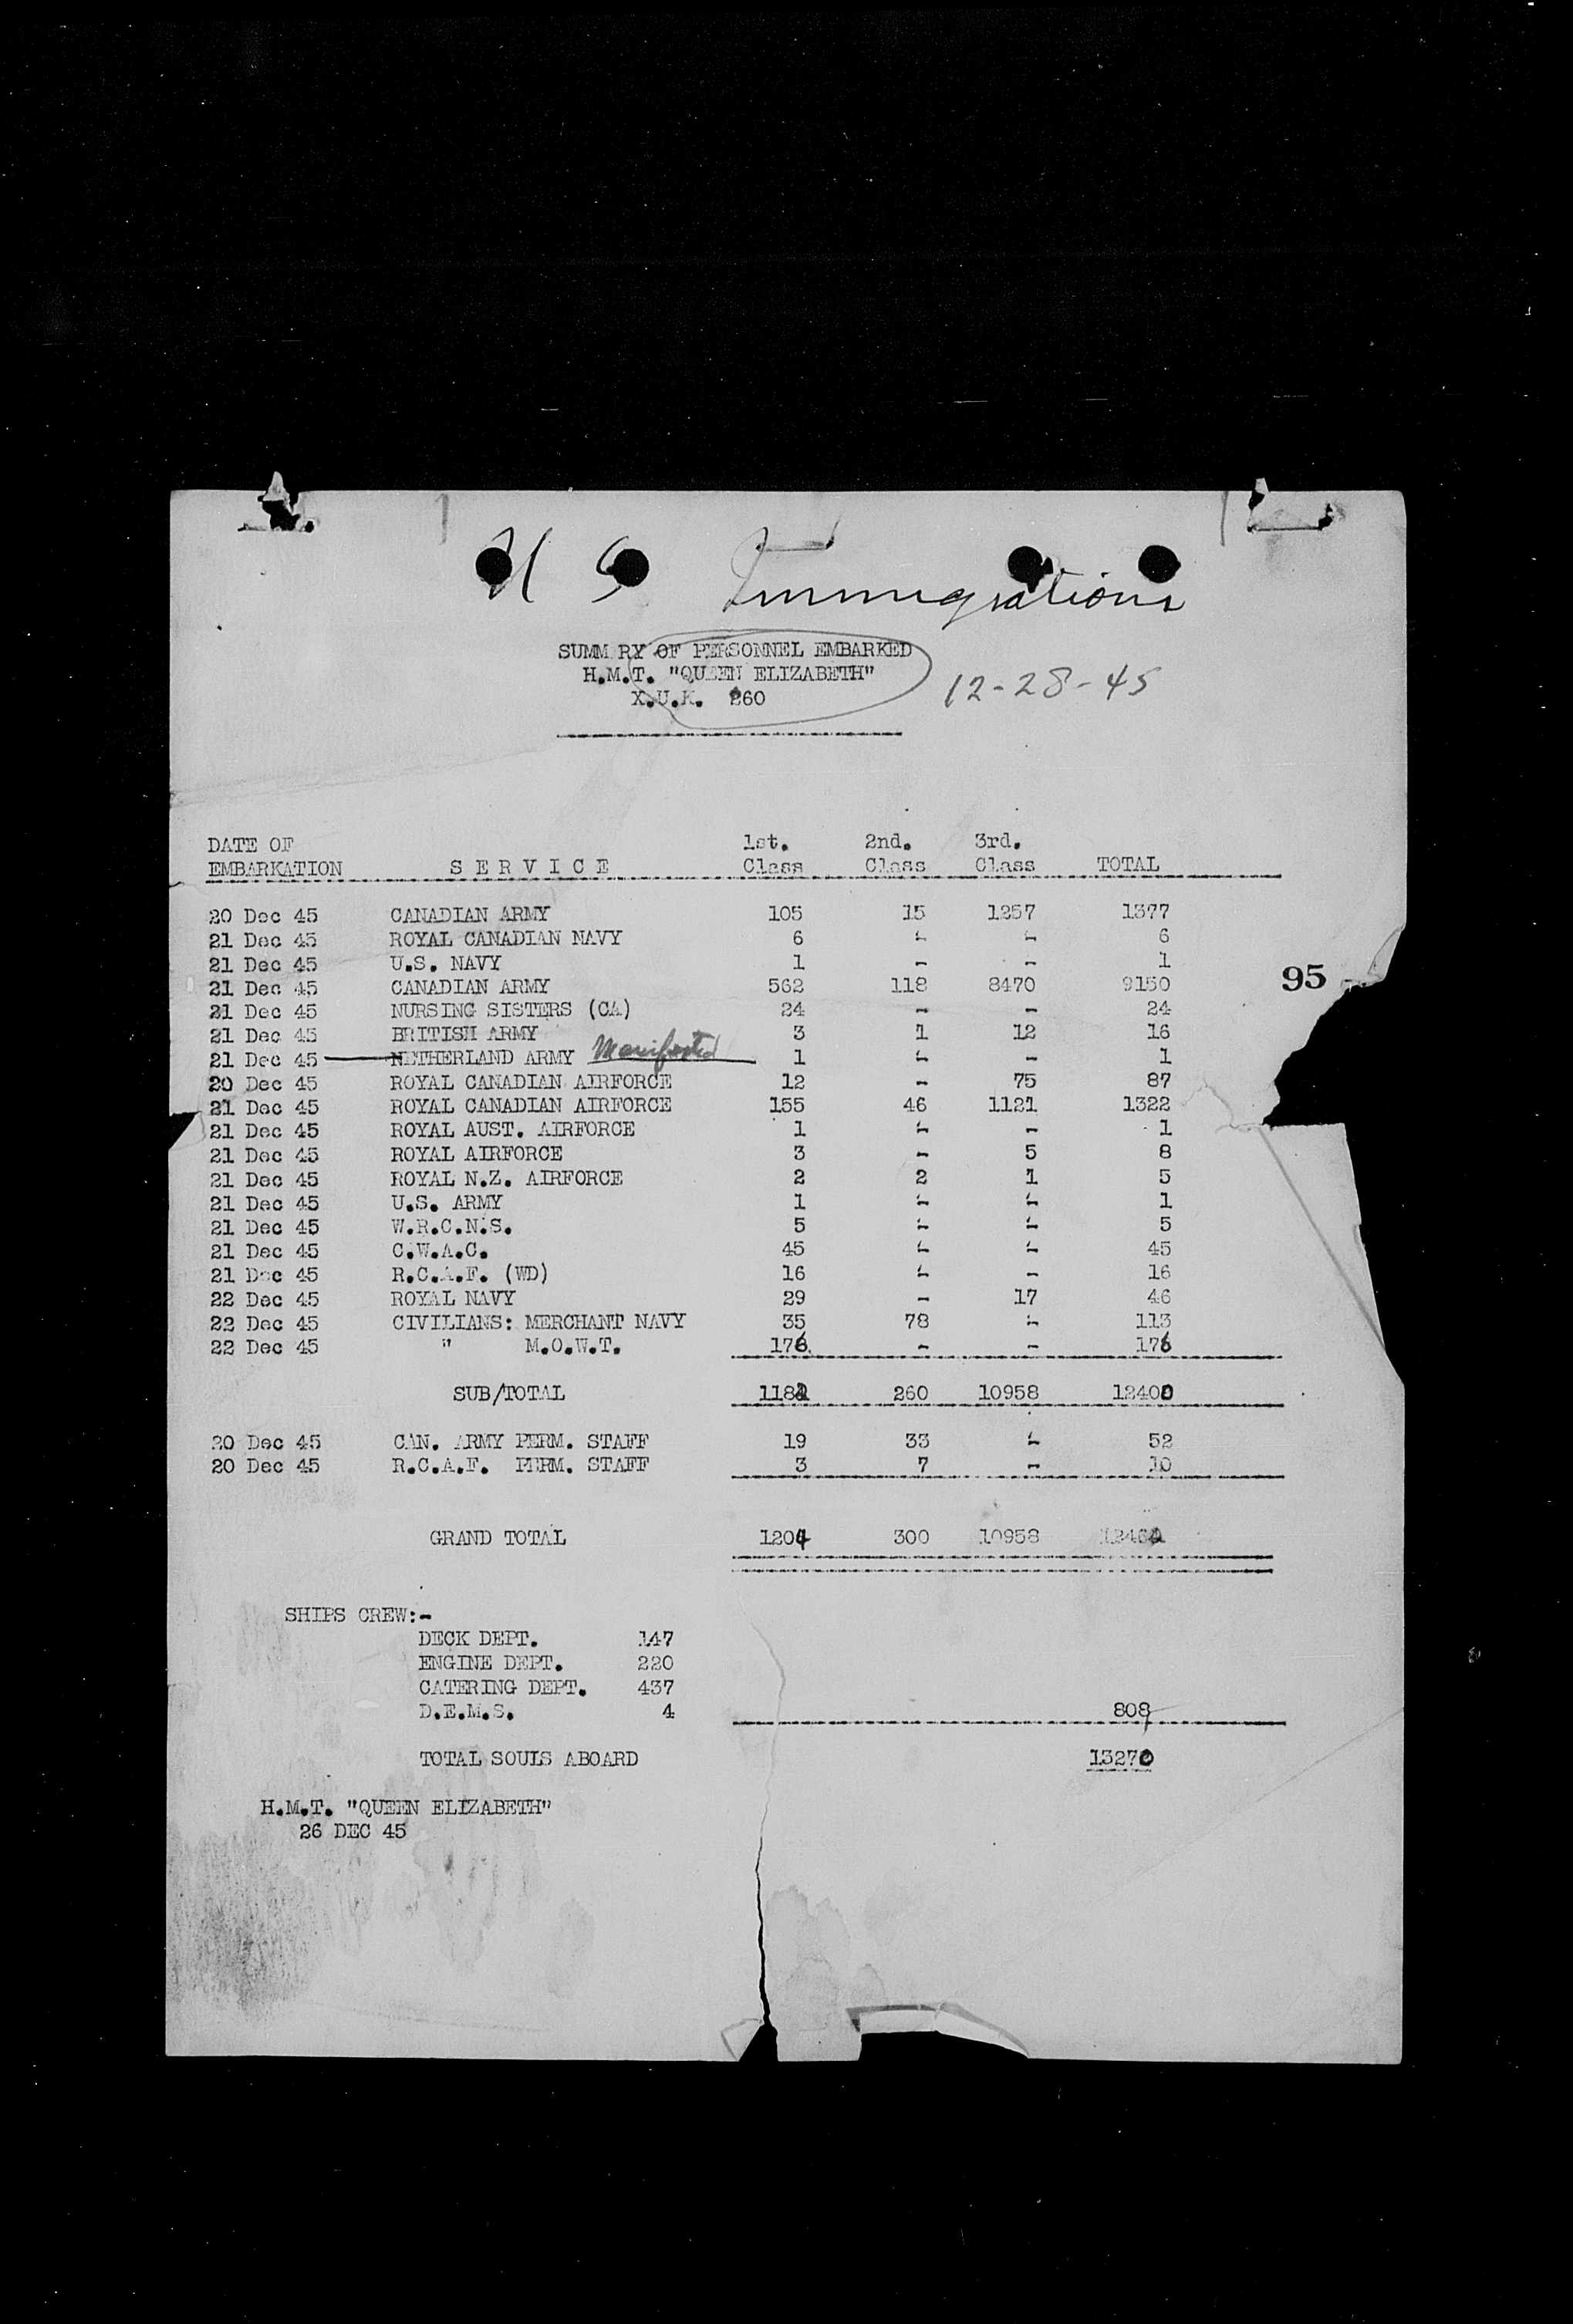 U S Immigrations
SUMM RY OF PERSONNEL EMBARKED
H.M.T. "QUEEN ELIZABETH"
X.U.K. 260
12-28-45
DATE OF 1st. 2nd. 3rd.
EMBARKATION S E R V I C E Class Class Class TOTAL
20 Dec 45 CANADIAN ARMY 105 15 1257 1377
21 Dec 45 ROYAL CANADIAN NAVY 6 - - 6
21 Dec 45 U.S. NAVY 1 - - 1
21 Dec 45 CANADIAN ARMY 562 118 8470 9150
95
21 Dec 45 NURSING SISTERS (CA) 24 - - 24
21 Dec 45 BRITISH ARMY 3 1 12 16
21 Dec 45 NETHERLAND ARMY Manifested 1 - - 1
20 Dec 45 ROYAL CANADIAN AIRFORCE 12 - 75 87
21 Dec 45 ROYAL CANADIAN AIRFORCE 155 46 1121 1322
21 Dec 45 ROYAL AUST. AIRFORCE 1 - - 1
21 Dec 45 ROYAL AIRFORCE 3 - 5 8
21 Dec 45 ROYAL N.Z. AIRFORCE 2 2 1 5
21 Dec 45 U.S. ARMY 1 - - 1
21 Dec 45 W.R.C.N.S. 5 - - 5
21 Dec 45 C.W.A.C. 45 - - 45
21 Dec 45 R.C.A.F. (WD) 16 - - 16
22 Dec 45 ROYAL NAVY 29 - 17 46
22 Dec 45 CIVILIANS: MERCHANT NAVY 35 78 - 113
22 Dec 45 " M.O.W.T. 176 - - 176
SUB/TOTAL 1182 260 10958 12400
20 Dec 45 CAN. ARMY PERM. STAFF 19 33 - 52
20 Dec 45 R.C.A.F. PERM. STAFF 3 7 - 10
GRAND TOTAL 1204 300 10958 12462
SHIPS CREW:-
DECK DEPT. 147
ENGINE DEPT. 220
CATERING DEPT. 437
D.E.M.S. 4 808
TOTAL SOULS ABOARD 13270
H.M.T. "QUEEN ELIZABETH"
26 DEC 45